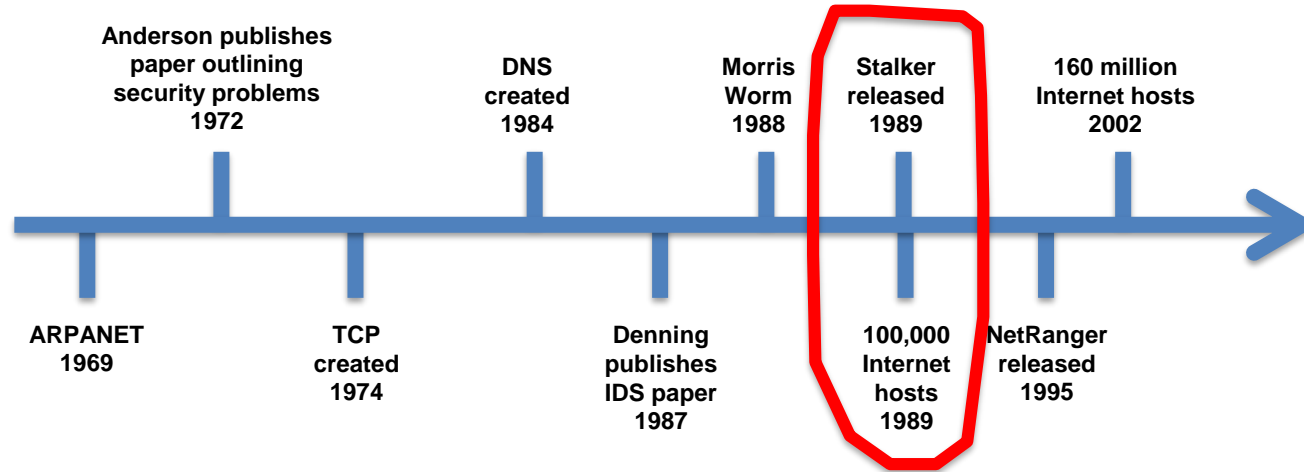 Anderson publishes
paper outlining
security problems
1972
DNS
created
1984
Morris
Worm
1988
Stalker
released
1989
160 million
Internet hosts
2002
ARPANET
1969
TCP
created
1974
Denning
publishes
IDS paper
1987
100,000
Internet
hosts
1989
NetRanger
released
1995